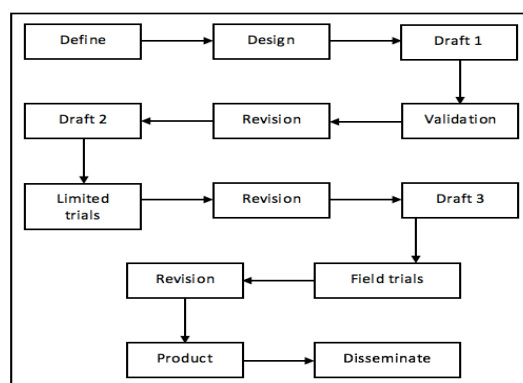 Define
Design
Draft 1
Draft 2
Revision
Validation
Limited
trials
Revision
Draft 3
Revision
Field trials
Product
Disseminate